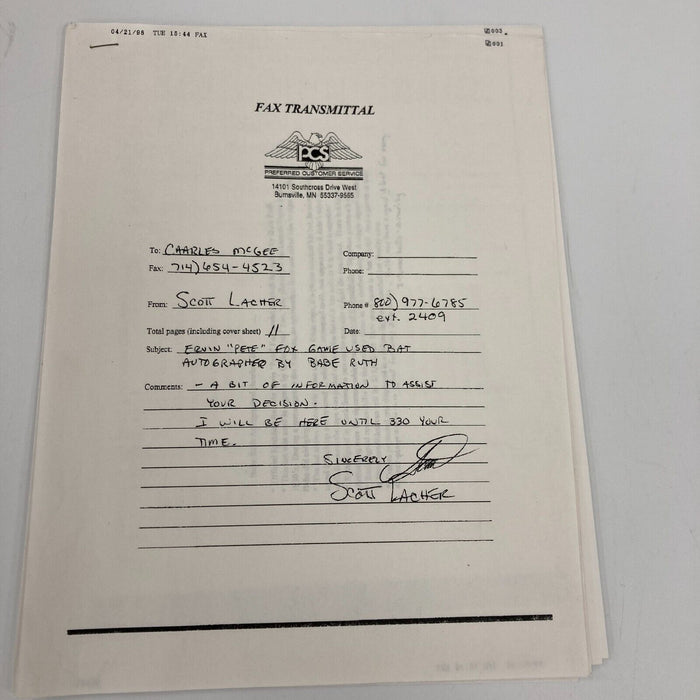 04/21/98 TUE 15:44 FAX
003
001
FAX TRANSMITTAL
PCS
PREFERRED CUSTOMER SERVICE
14101 Southcross Drive West
Burnsville, MN 55337-9565
To: CHARLES McGEE Company:
Fax: 714) 654-4523 Phone:
From: SCOTT LACHER Phone # 800) 977-6785
ext. 2409
Total pages (including cover sheet) 11 Date:
Subject: ERVIN "PETE" FOX GAME USED BAT
AUTOGRAPHED BY BABE RUTH
Comments: - A BIT OF INFORMATION TO ASSIST
YOUR DECISION.
I WILL BE HERE UNTIL 330 YOUR
TIME.
SINCERELY
SCOTT LACHER